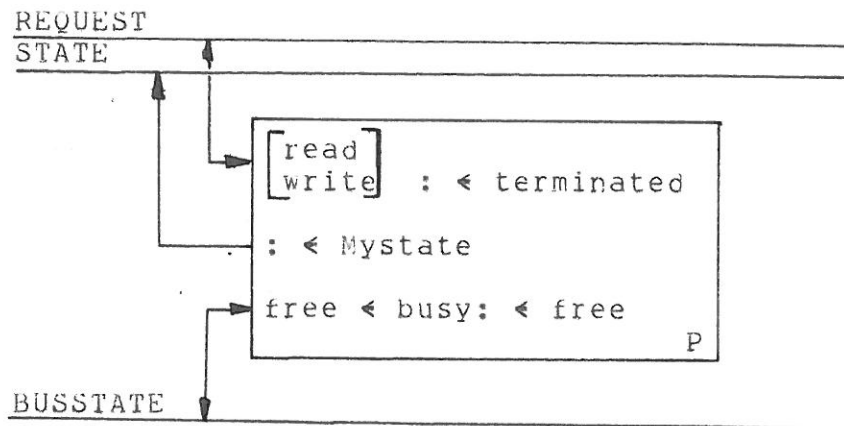 REQUEST
STATE
read
write : < terminated
: < Mystate
free < busy: < free
P
BUSSTATE